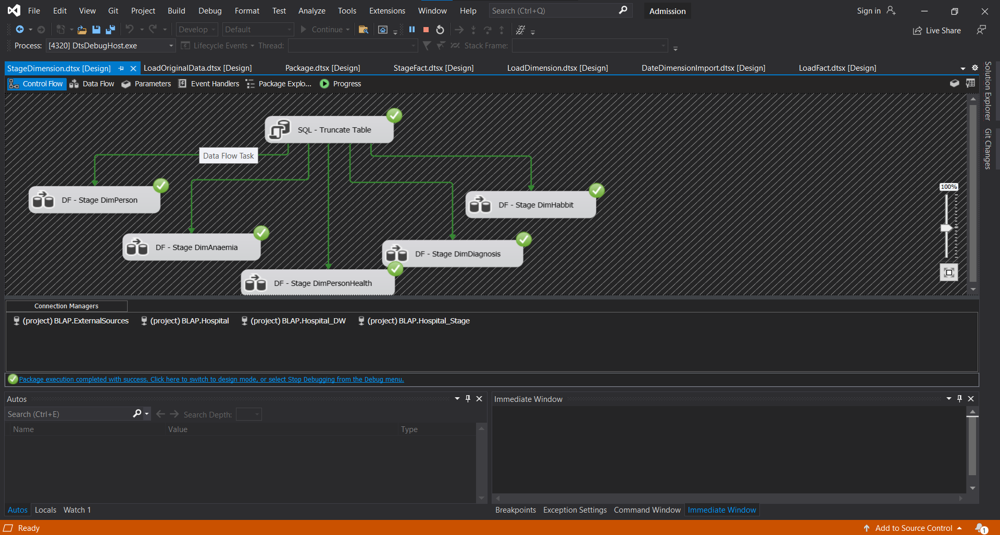 File Edit View Git Project Build Debug Format Test Analyze Tools Extensions Window Help Search (Ctrl+Q) Admission Sign in
Develop Default Continue Live Share
Process: [4320] DtsDebugHost.exe Lifecycle Events Thread: Stack Frame:
StageDimension.dtsx [Design] LoadOriginalData.dtsx [Design] Package.dtsx [Design] StageFact.dtsx [Design] LoadDimension.dtsx [Design] DateDimensionImport.dtsx [Design] LoadFact.dtsx [Design]
Control Flow Data Flow Parameters Event Handlers Package Explo... Progress
Solution Explorer
Git Changes
SQL - Truncate Table
Data Flow Task
100%
DF - Stage DimPerson
DF - Stage DimHabbit
DF - Stage DimAnaemia
DF - Stage DimDiagnosis
DF - Stage DimPersonHealth
Connection Managers
(project) BLAP.ExternalSources (project) BLAP.Hospital (project) BLAP.Hospital_DW (project) BLAP.Hospital_Stage
Package execution completed with success. Click here to switch to design mode, or select Stop Debugging from the Debug menu.
Autos
Search (Ctrl+E) Search Depth:
Name Value Type
Autos Locals Watch 1
Immediate Window
Breakpoints Exception Settings Command Window Immediate Window
Ready Add to Source Control 1